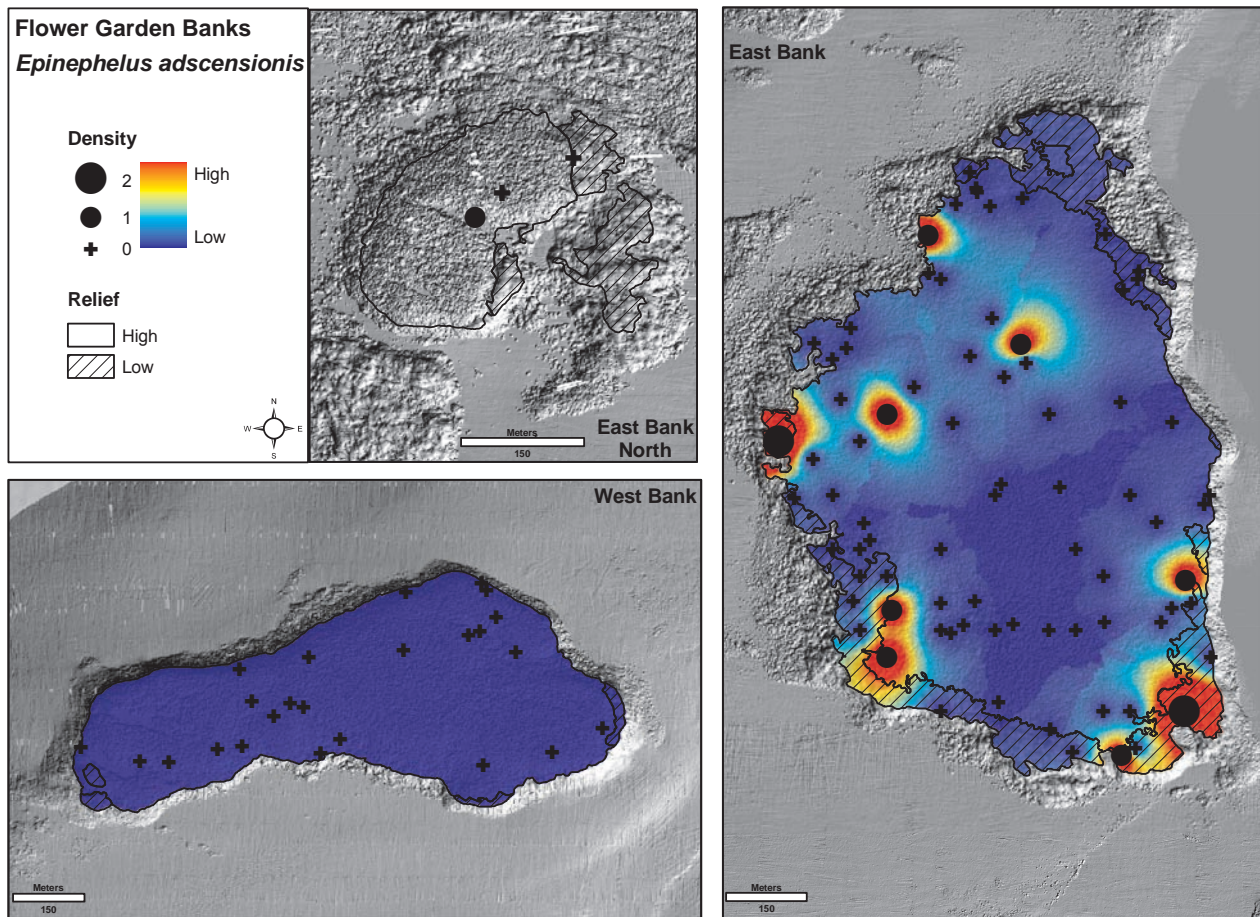 Flower Garden Banks
Epinephelus adscensionis
Density
2
1
0
High
Low
Relief
High
Low
N
W E
S
Meters
150
East Bank
North
East Bank
Meters
150
West Bank
Meters
150